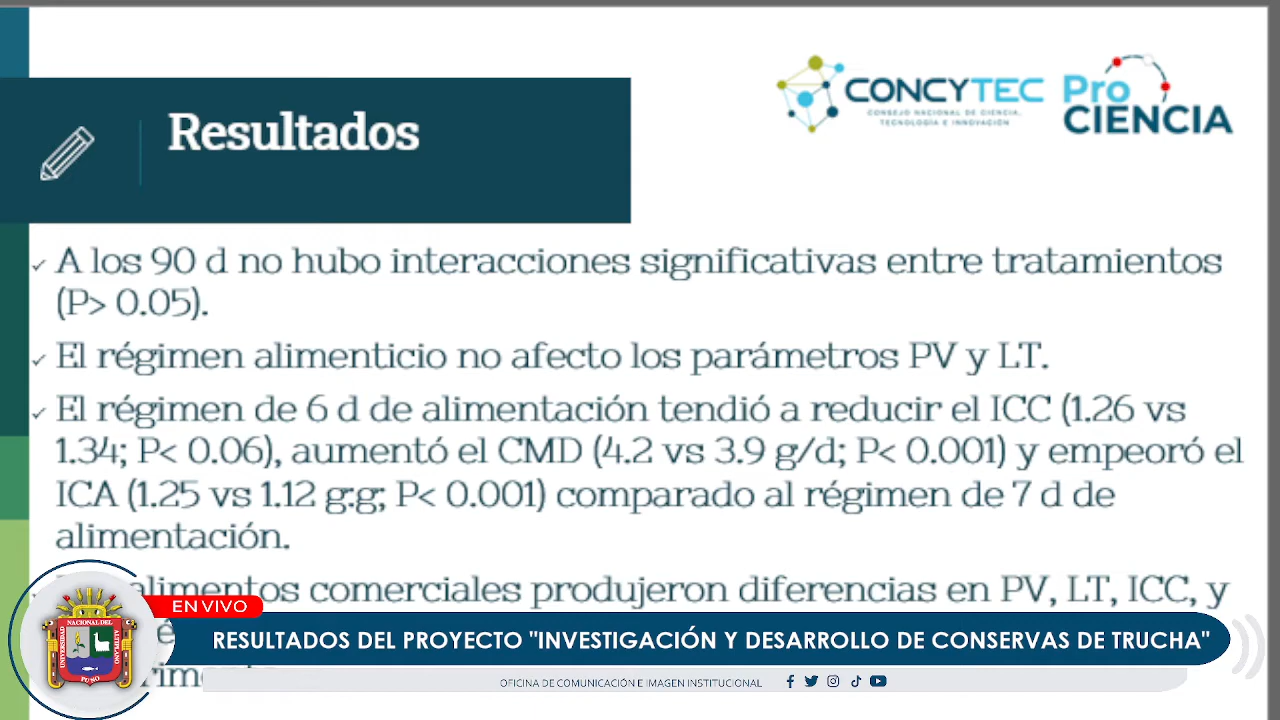 CONCYTEC
CONSEJO NACIONAL DE CIENCIA,
TECNOLOGÍA E INNOVACIÓN
Pro
CIENCIA
Resultados
A los 90 d no hubo interacciones significativas entre tratamientos
(P> 0.05).
El régimen alimenticio no afecto los parámetros PV y LT.
El régimen de 6 d de alimentación tendió a reducir el ICC (1.26 vs
1.34; P< 0.06), aumentó el CMD (4.2 vs 3.9 g/d; P< 0.001) y empeoró el
ICA (1.25 vs 1.12 g:g; P< 0.001) comparado al régimen de 7 d de
alimentación.
alimentos comerciales produjeron diferencias en PV, LT, ICC, y
EN VIVO
RESULTADOS DEL PROYECTO "INVESTIGACIÓN Y DESARROLLO DE CONSERVAS DE TRUCHA"
OFICINA DE COMUNICACIÓN E IMAGEN INSTITUCIONAL
UNIVERSIDAD NACIONAL DEL ALTIPLANO
PUNO